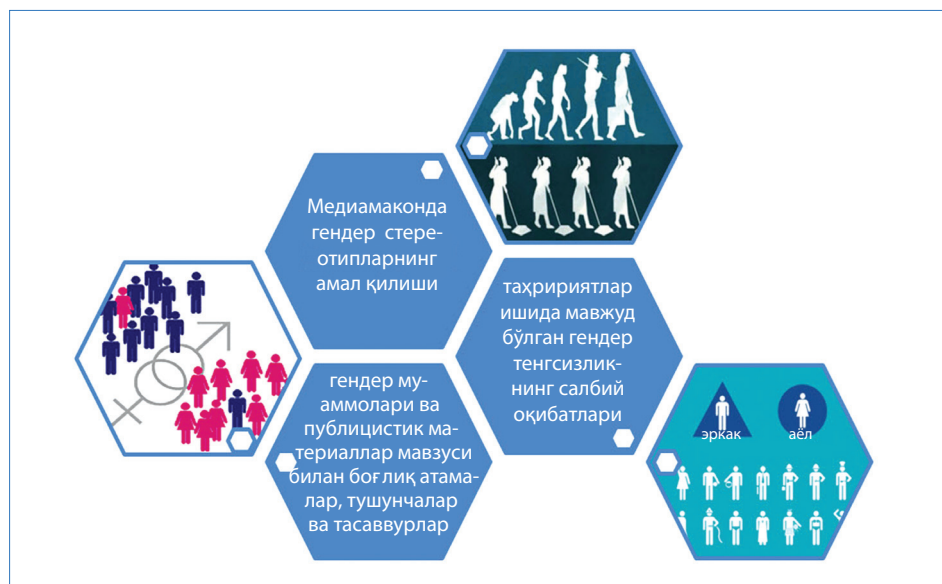 Медиамаконда
гендер стере-
отипларнинг
амал қилиши
таҳририятлар
ишида мавжуд
бўлган гендер
тенгсизлик-
нинг салбий
оқибатлари
гендер му-
аммолари ва
публицистик ма-
териаллар мавзуси
билан боғлиқ атама-
лар, тушунчалар
ва тасаввурлар
эркак
аёл